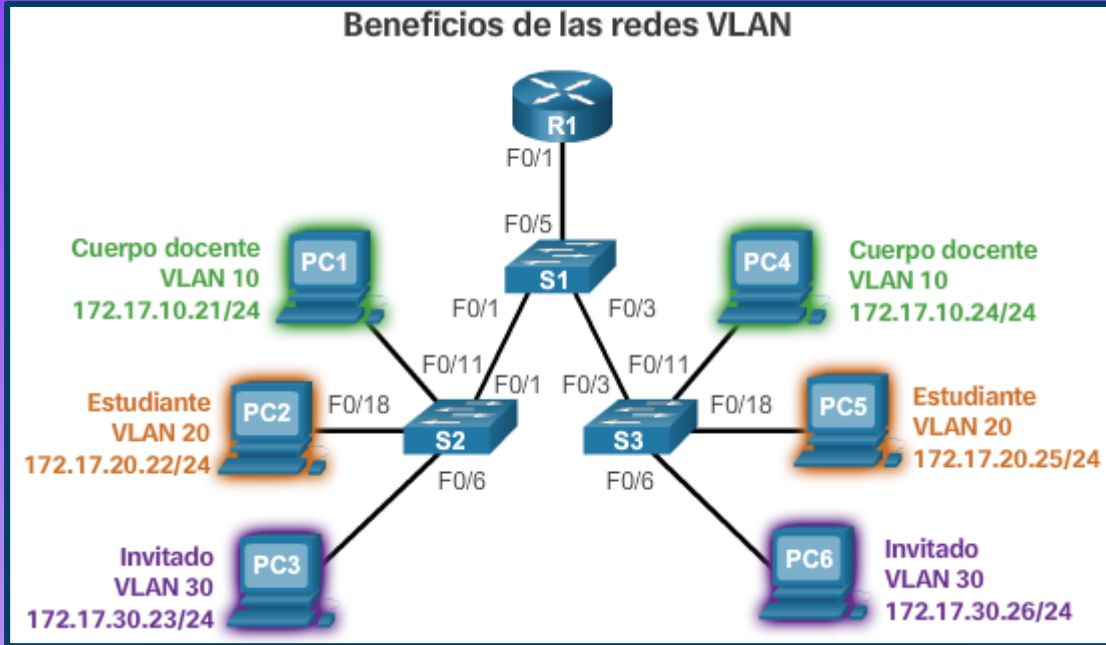 Beneficios de las redes VLAN
R1
F0/1
F0/5
S1
F0/1
F0/3
Cuerpo docente
VLAN 10
172.17.10.21/24
PC1
PC4
Cuerpo docente
VLAN 10
172.17.10.24/24
F0/11
F0/1
F0/3
F0/11
Estudiante
VLAN 20
172.17.20.22/24
PC2
F0/18
S2
S3
F0/18
PC5
Estudiante
VLAN 20
172.17.20.25/24
F0/6
F0/6
Invitado
VLAN 30
172.17.30.23/24
PC3
PC6
Invitado
VLAN 30
172.17.30.26/24